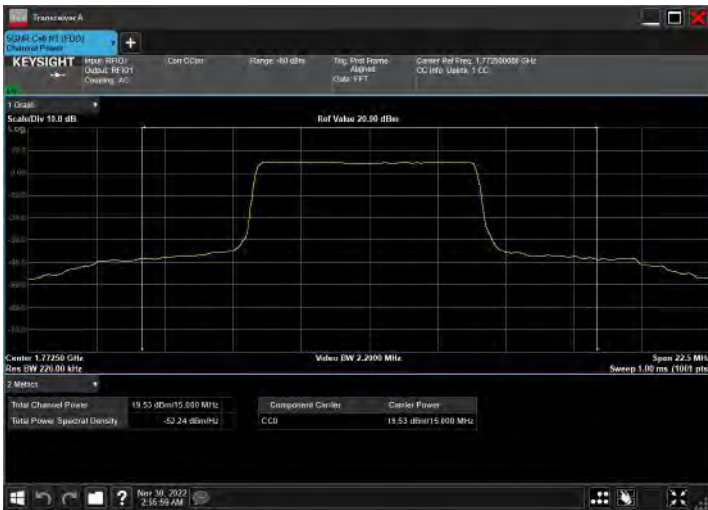 Transceiver A
5GNR Cell N1 (FDD)
Channel Power
KEYSIGHT
Input: RFIO1
Output: RFIO1
Coupling: AC
Corr CCorr
Range: -60 dBm
Trig: Prot Frame
Aligned
Gate: FFT
Center Ref Freq: 1.772500000 GHz
CC Info: Uplink, 1 CC
1 Graph
Scale/Div 10.0 dB
Ref Value 20.00 dBm
Log
Center 1.77250 GHz
Video BW 2.2000 MHz
Span 22.5 MHz
Res BW 220.00 kHz
Sweep 1.00 ms (1001 pts
2 Metrics
Total Channel Power 19.53 dBm/15.000 MHz
Total Power Spectral Density -52.24 dBm/Hz
Component Carrier Carrier Power
CC0 19.53 dBm/15.000 MHz
Nov 30, 2022
2:55:59 AM